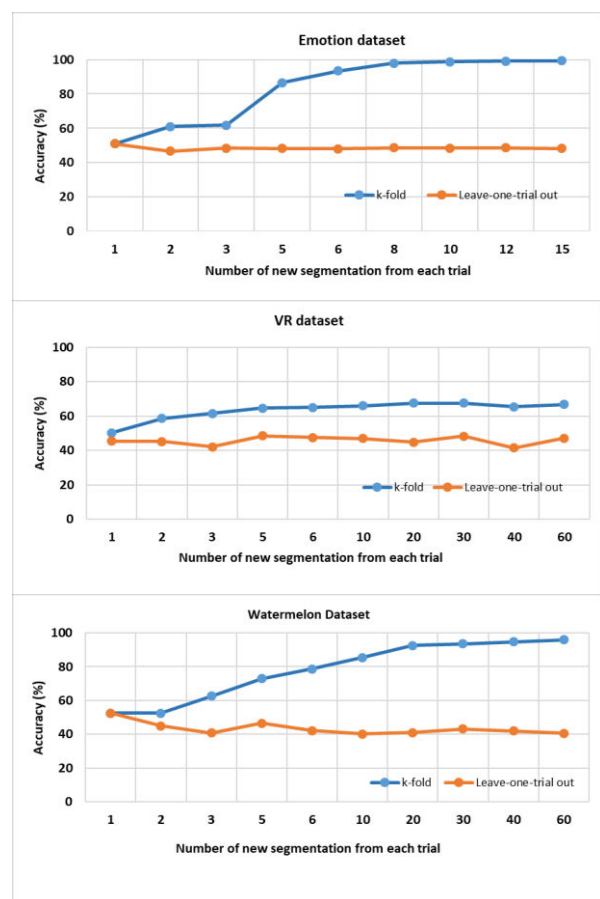 Emotion dataset
100
80
60
40
20
0
Accuracy (%)
k-fold Leave-one-trial out
1 2 3 5 6 8 10 12 15
Number of new segmentation from each trial
VR dataset
100
80
60
40
20
0
Accuracy (%)
k-fold Leave-one-trial out
1 2 3 5 6 10 20 30 40 60
Number of new segmentation from each trial
Watermelon Dataset
100
80
60
40
20
0
Accuracy (%)
k-fold Leave-one-trial out
1 2 3 5 6 10 20 30 40 60
Number of new segmentation from each trial